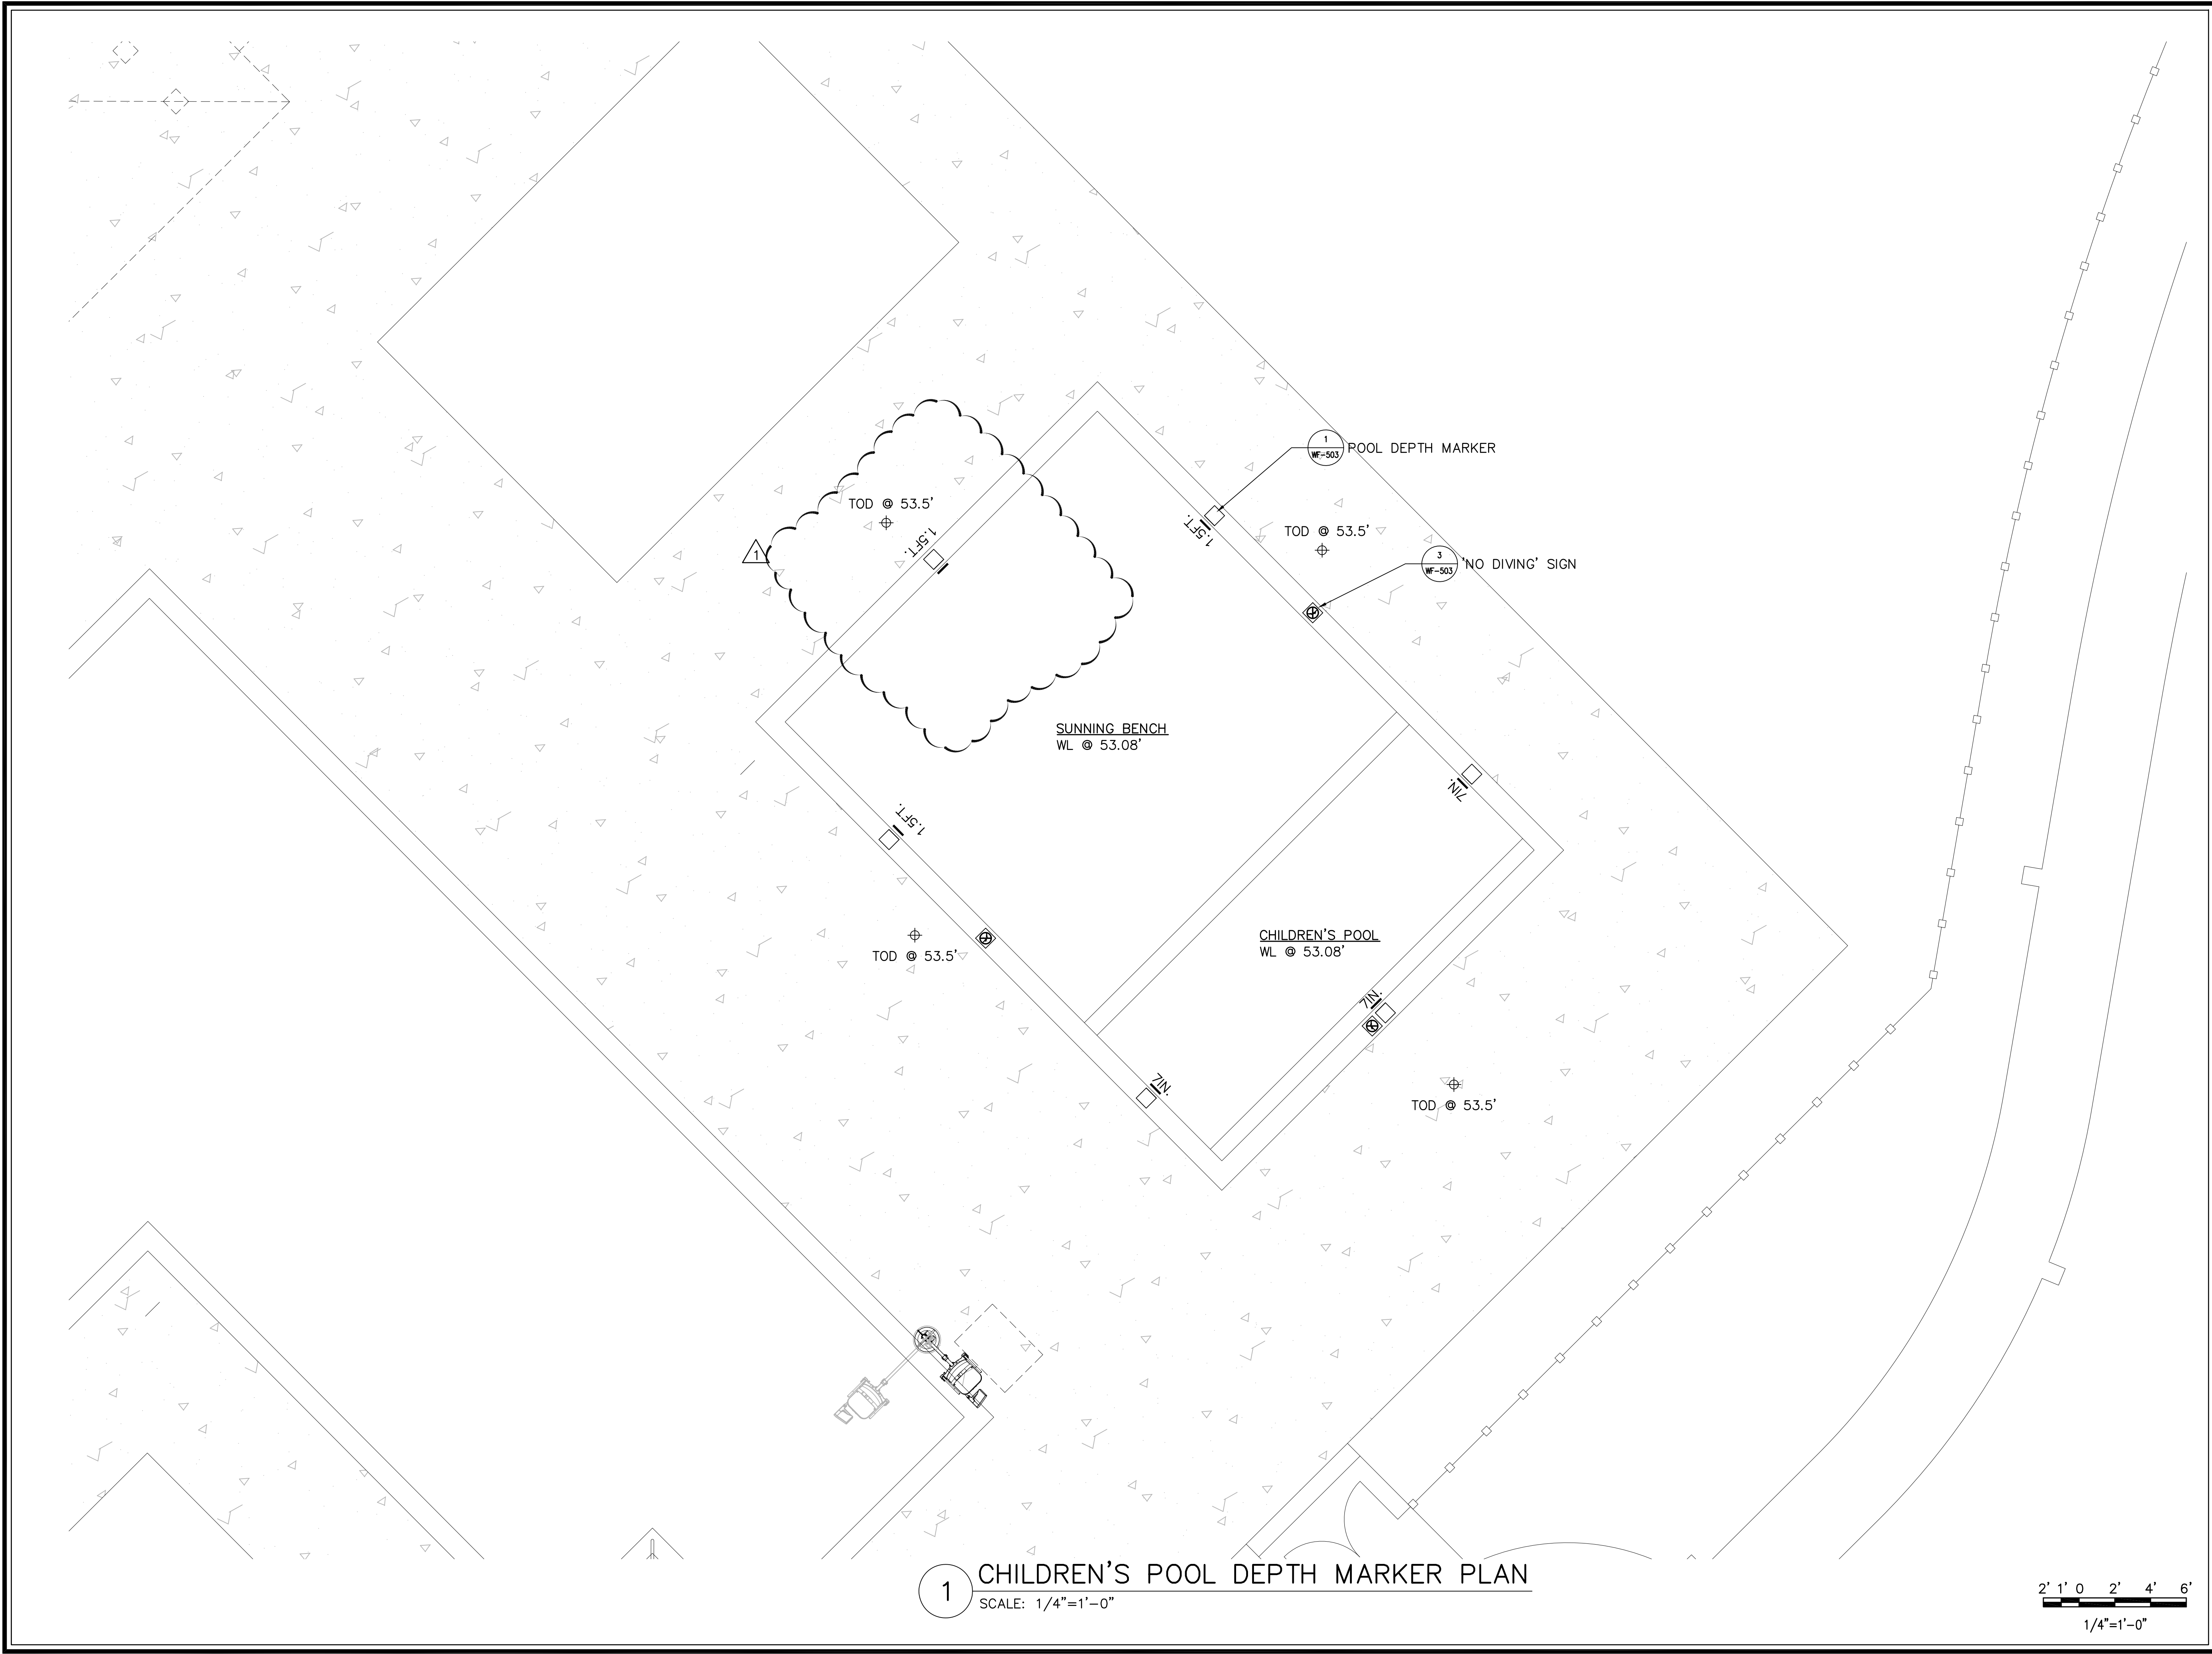 1
WF-503
POOL DEPTH MARKER
TOD @ 53.5'
1.5FT.
1.5FT.
TOD @ 53.5'
1
3
WF-503
'NO DIVING' SIGN
SUNNING BENCH
WL @ 53.08'
7IN.
1.5FT.
CHILDREN'S POOL
WL @ 53.08'
TOD @ 53.5'
7IN.
7IN.
TOD @ 53.5'
1
CHILDREN'S POOL DEPTH MARKER PLAN
SCALE: 1/4"=1'-0"
2' 1' 0 2' 4' 6'
1/4"=1'-0"